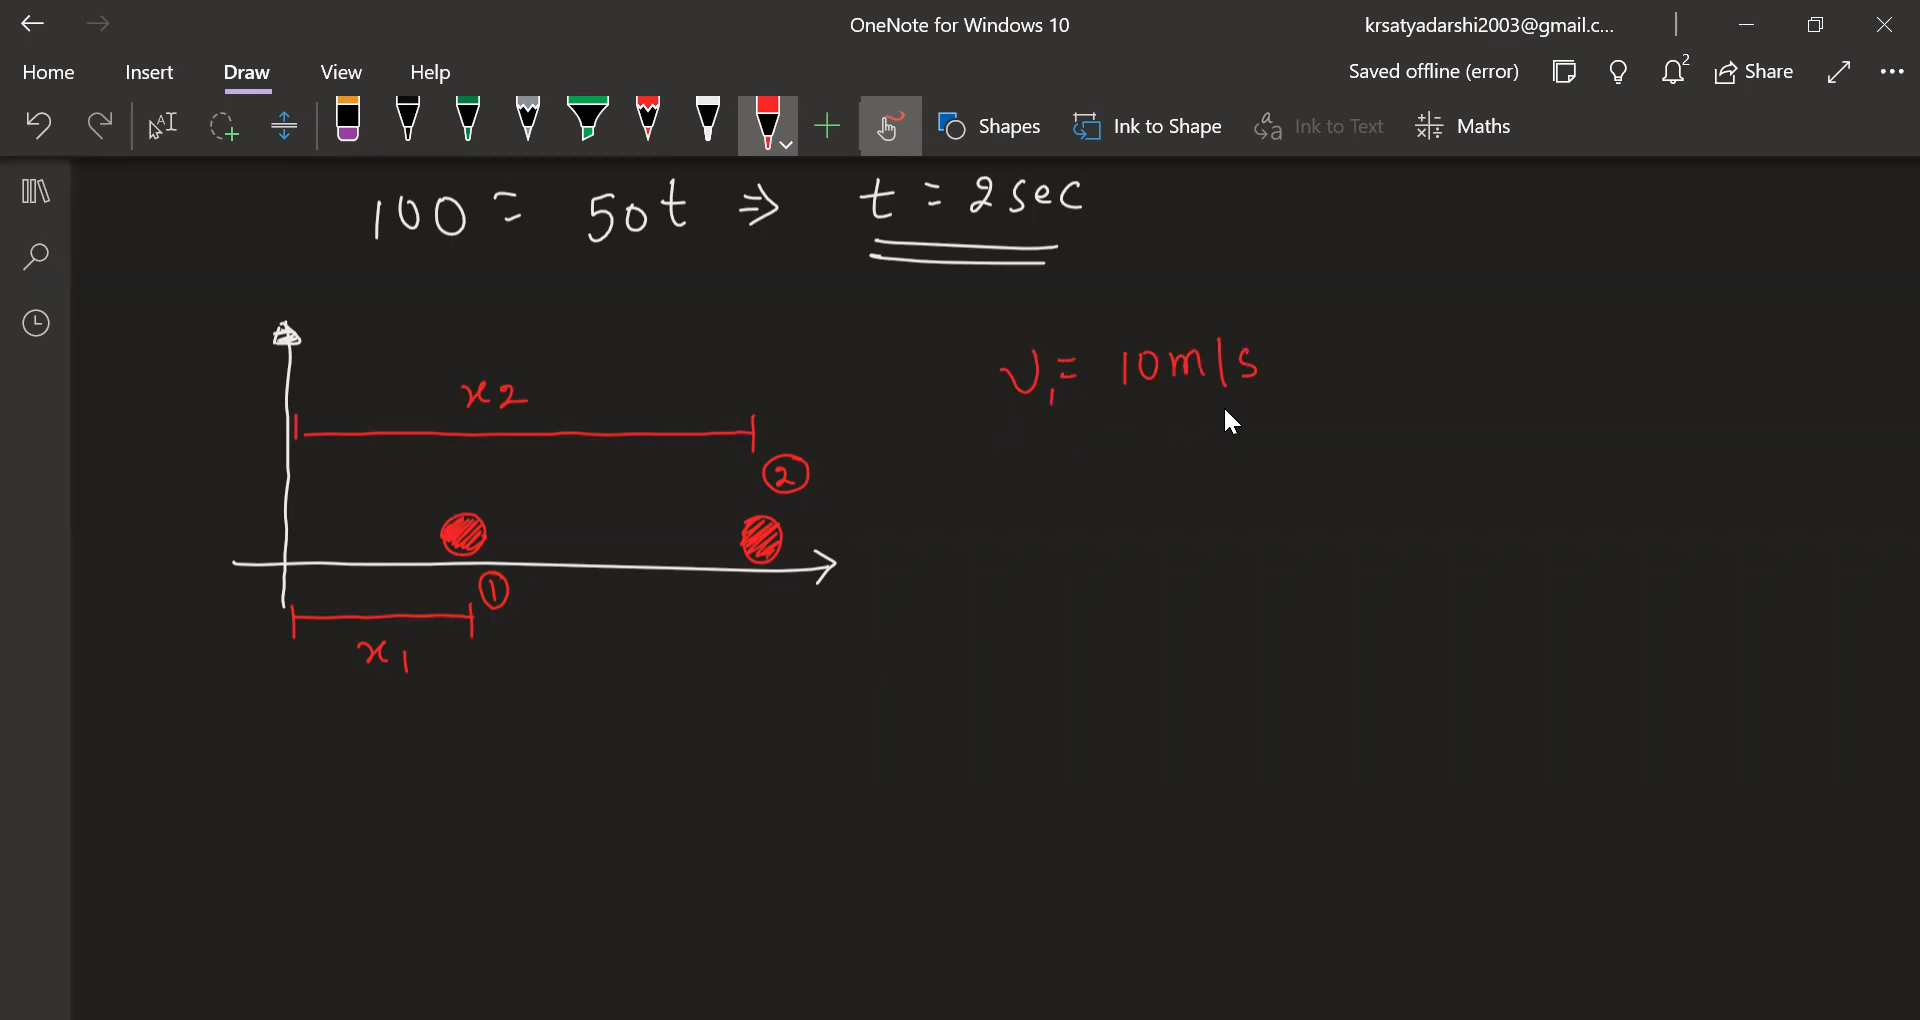 OneNote for Windows 10
krsatyadarshi2003@gmail.c...
Home Insert Draw View Help
Saved offline (error) 2 Share
Shapes Ink to Shape Ink to Text Maths
100 = 50t ⇒ t = 2sec
x2
v₁ = 10m/s
2
1
x₁